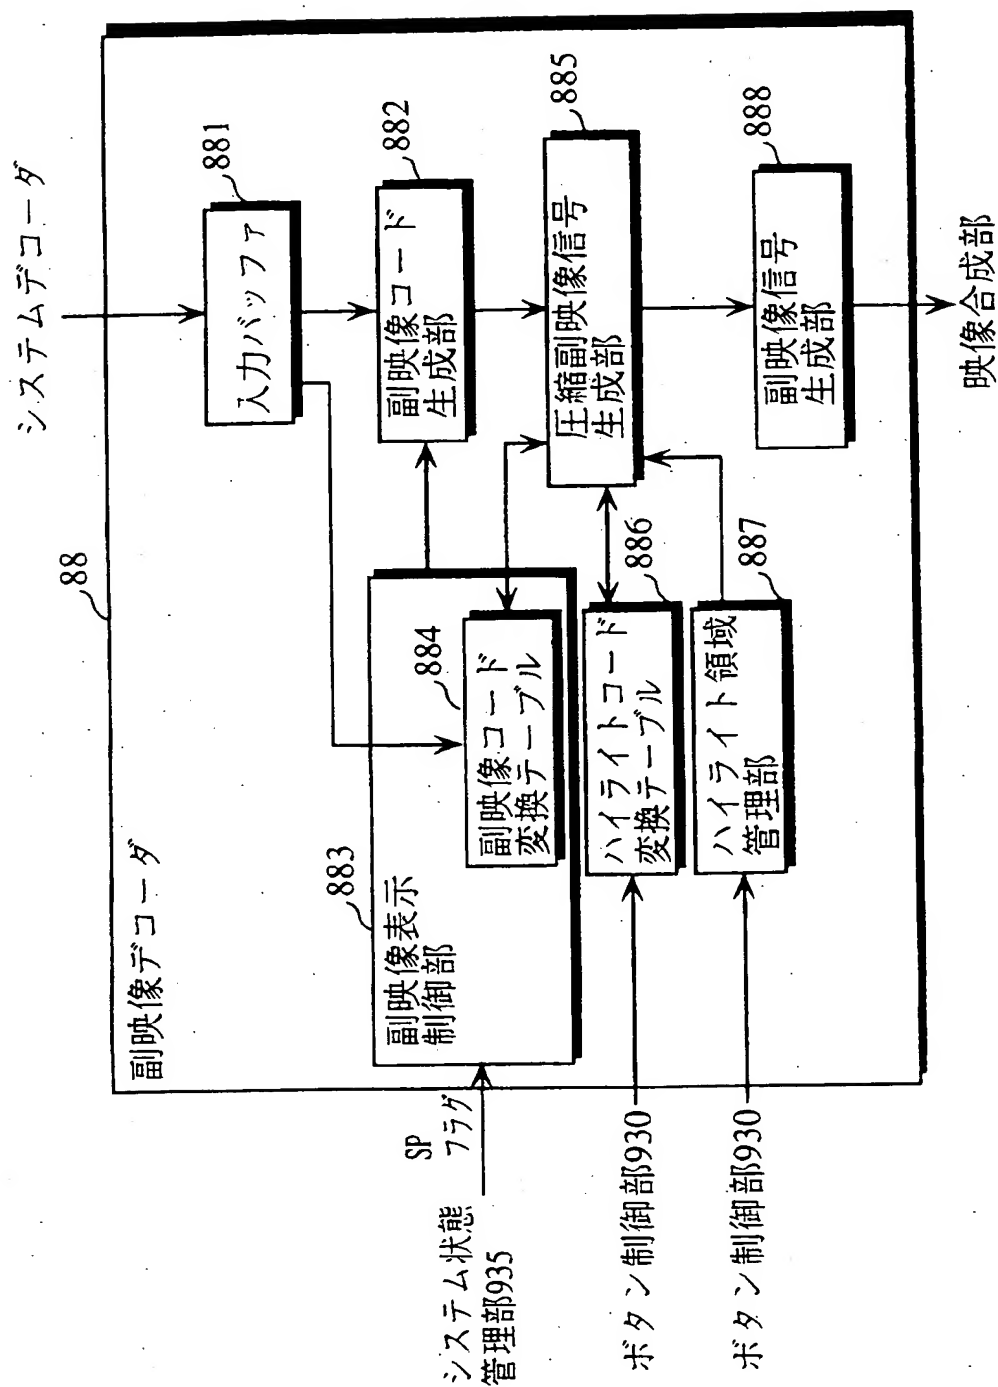 副映像デコーダ
88
システムデコーダ
881
入力バッファ
882
副映像コード
生成部
885
圧縮副映像信号
生成部
888
副映像信号
生成部
映像合成部
883
副映像表示
制御部
884
副映像コード
変換テーブル
886
ハイライトコード
変換テーブル
887
ハイライト領域
管理部
SP
フラグ
システム状態
管理部935
ボタン制御部930
ボタン制御部930